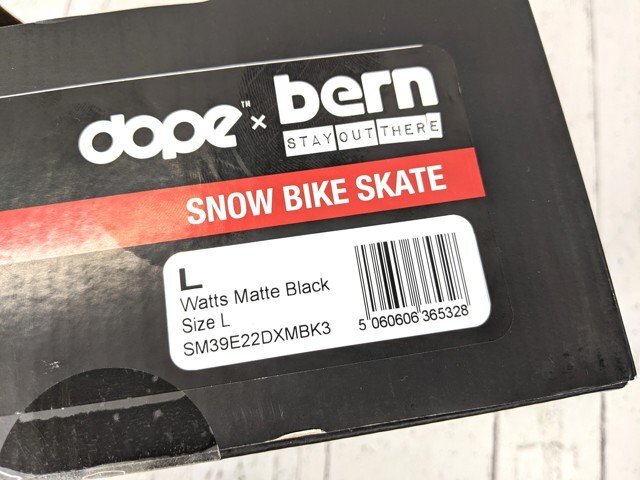 dope™ × bern
STAY OUT THERE
SNOW BIKE SKATE
L
Watts Matte Black
Size L
SM39E22DXMBK3
5 060606 365328